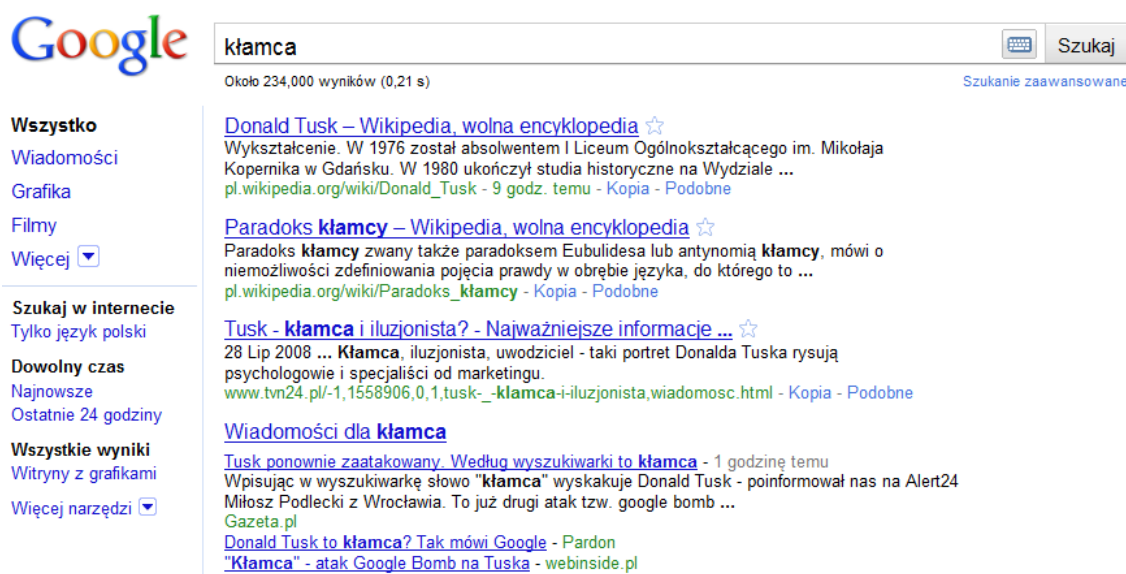 Google
kłamca
Szukaj
Około 234,000 wyników (0,21 s)
Szukanie zaawansowane
Wszystko
Wiadomości
Grafika
Filmy
Więcej
Szukaj w internecie
Tylko język polski
Dowolny czas
Najnowsze
Ostatnie 24 godziny
Wszystkie wyniki
Witryny z grafikami
Więcej narzędzi
Donald Tusk – Wikipedia, wolna encyklopedia
Wykształcenie. W 1976 został absolwentem I Liceum Ogólnokształcącego im. Mikołaja
Kopernika w Gdańsku. W 1980 ukończył studia historyczne na Wydziale ...
pl.wikipedia.org/wiki/Donald_Tusk - 9 godz. temu - Kopia - Podobne
Paradoks kłamcy – Wikipedia, wolna encyklopedia
Paradoks kłamcy zwany także paradoksem Eubulidesa lub antynomią kłamcy, mówi o
niemożliwości zdefiniowania pojęcia prawdy w obrębie języka, do którego to ...
pl.wikipedia.org/wiki/Paradoks_kłamcy - Kopia - Podobne
Tusk - kłamca i iluzjonista? - Najważniejsze informacje ...
28 Lip 2008 ... Kłamca, iluzjonista, uwodziciel - taki portret Donalda Tuska rysują
psychologowie i specjaliści od marketingu.
www.tvn24.pl/-1,1558906,0,1,tusk-_-klamca-i-iluzjonista,wiadomosc.html - Kopia - Podobne
Wiadomości dla kłamca
Tusk ponownie zaatakowany. Według wyszukiwarki to kłamca - 1 godzinę temu
Wpisując w wyszukiwarkę słowo "kłamca" wyskakuje Donald Tusk - poinformował nas na Alert24
Miłosz Podlecki z Wrocławia. To już drugi atak tzw. google bomb ...
Gazeta.pl
Donald Tusk to kłamca? Tak mówi Google - Pardon
"Kłamca" - atak Google Bomb na Tuska - webinside.pl